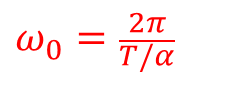 ω₀ = 2π / T/α